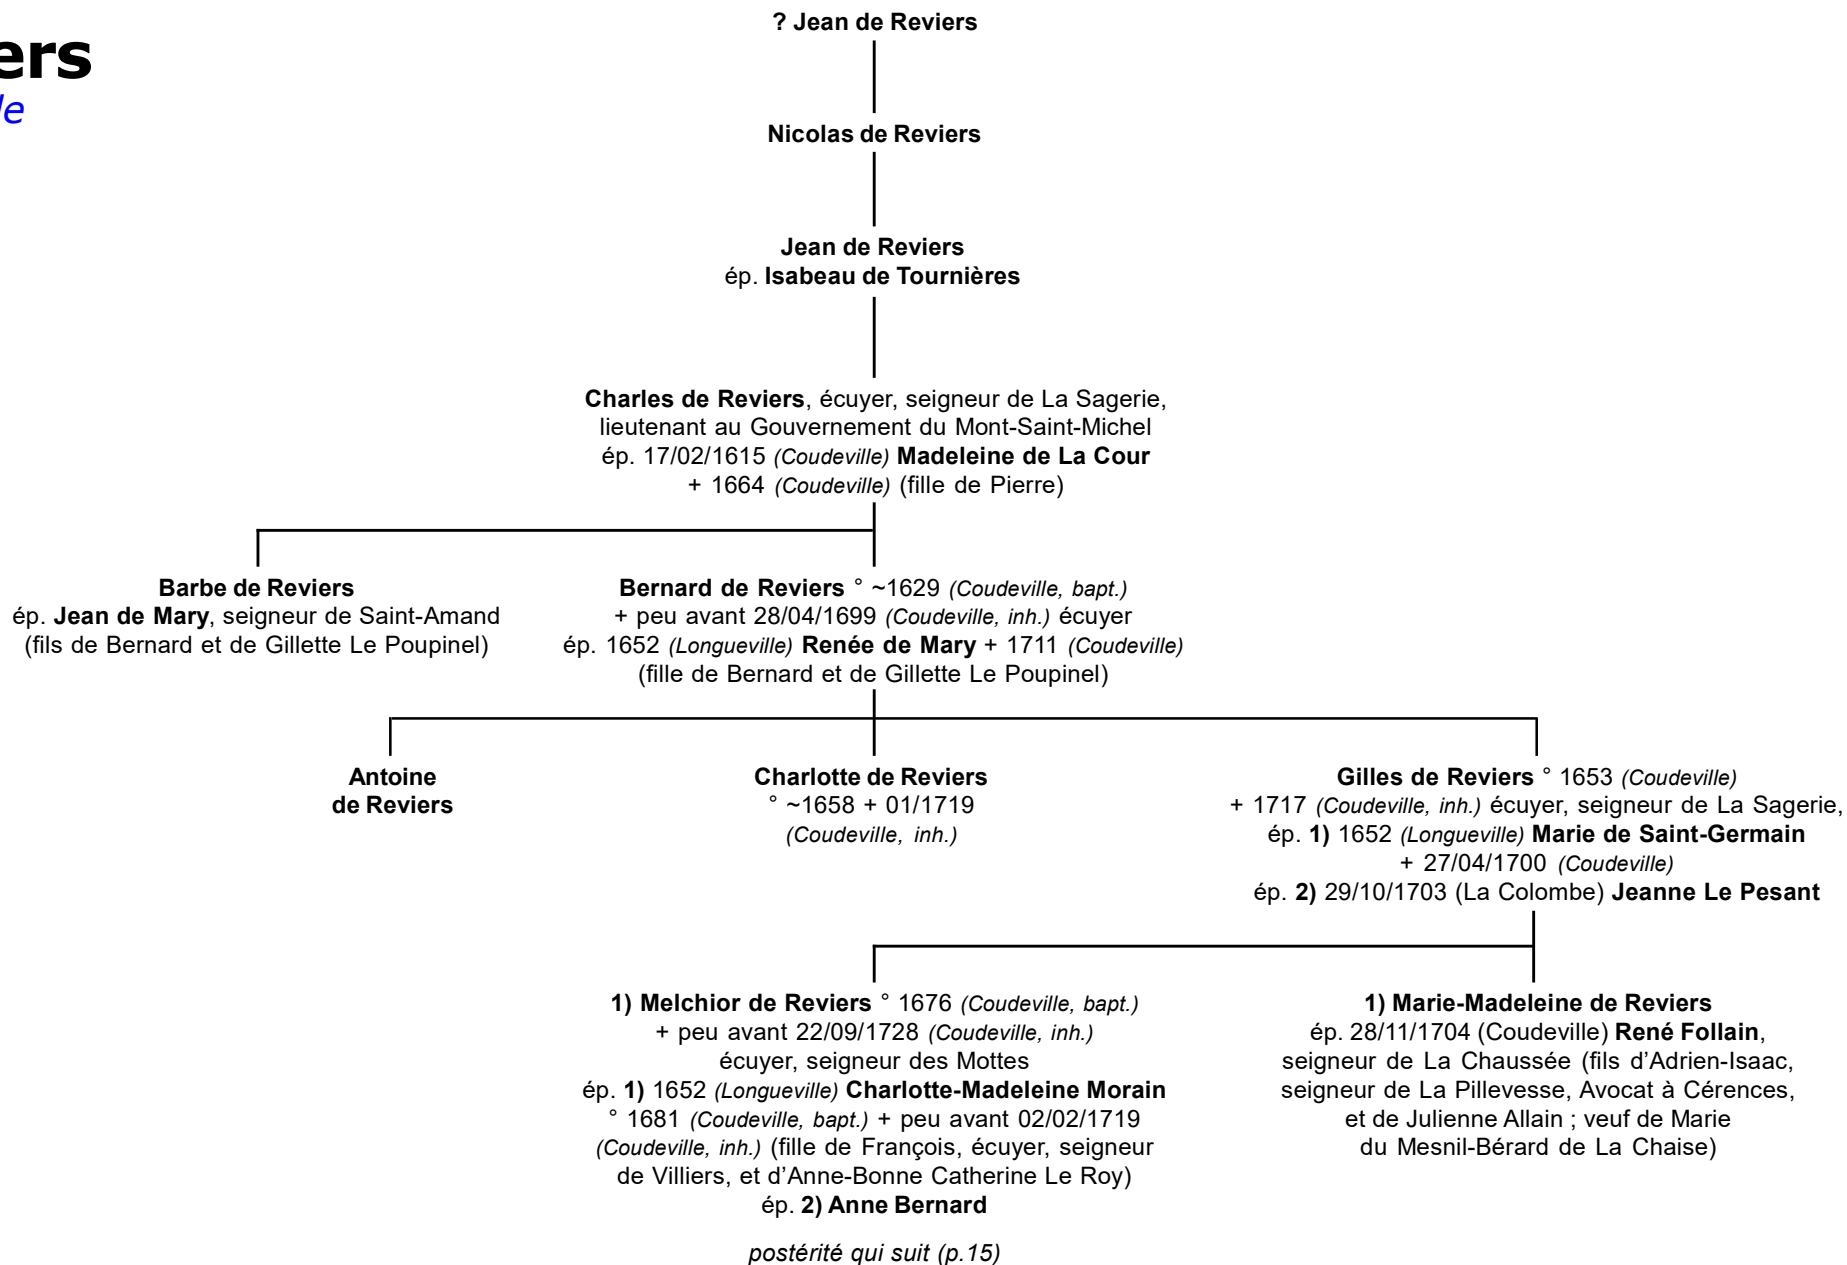 ers
le
? Jean de Reviers
Nicolas de Reviers
Jean de Reviers
ép. Isabeau de Tournières
Charles de Reviers, écuyer, seigneur de La Sagerie,
lieutenant au Gouvernement du Mont-Saint-Michel
ép. 17/02/1615 (Coudeville) Madeleine de La Cour
+ 1664 (Coudeville) (fille de Pierre)
Barbe de Reviers
ép. Jean de Mary, seigneur de Saint-Amand
(fils de Bernard et de Gillette Le Poupinel)
Bernard de Reviers ° ~1629 (Coudeville, bapt.)
+ peu avant 28/04/1699 (Coudeville, inh.) écuyer
ép. 1652 (Longueville) Renée de Mary + 1711 (Coudeville)
(fille de Bernard et de Gillette Le Poupinel)
Antoine
de Reviers
Charlotte de Reviers
° ~1658 + 01/1719
(Coudeville, inh.)
Gilles de Reviers ° 1653 (Coudeville)
+ 1717 (Coudeville, inh.) écuyer, seigneur de La Sagerie,
ép. 1) 1652 (Longueville) Marie de Saint-Germain
+ 27/04/1700 (Coudeville)
ép. 2) 29/10/1703 (La Colombe) Jeanne Le Pesant
1) Melchior de Reviers ° 1676 (Coudeville, bapt.)
+ peu avant 22/09/1728 (Coudeville, inh.)
écuyer, seigneur des Mottes
ép. 1) 1652 (Longueville) Charlotte-Madeleine Morain
° 1681 (Coudeville, bapt.) + peu avant 02/02/1719
(Coudeville, inh.) (fille de François, écuyer, seigneur
de Villiers, et d'Anne-Bonne Catherine Le Roy)
ép. 2) Anne Bernard
postérité qui suit (p.15)
1) Marie-Madeleine de Reviers
ép. 28/11/1704 (Coudeville) René Follain,
seigneur de La Chaussée (fils d'Adrien-Isaac,
seigneur de La Pillevesse, Avocat à Cérences,
et de Julienne Allain ; veuf de Marie
du Mesnil-Bérard de La Chaise)